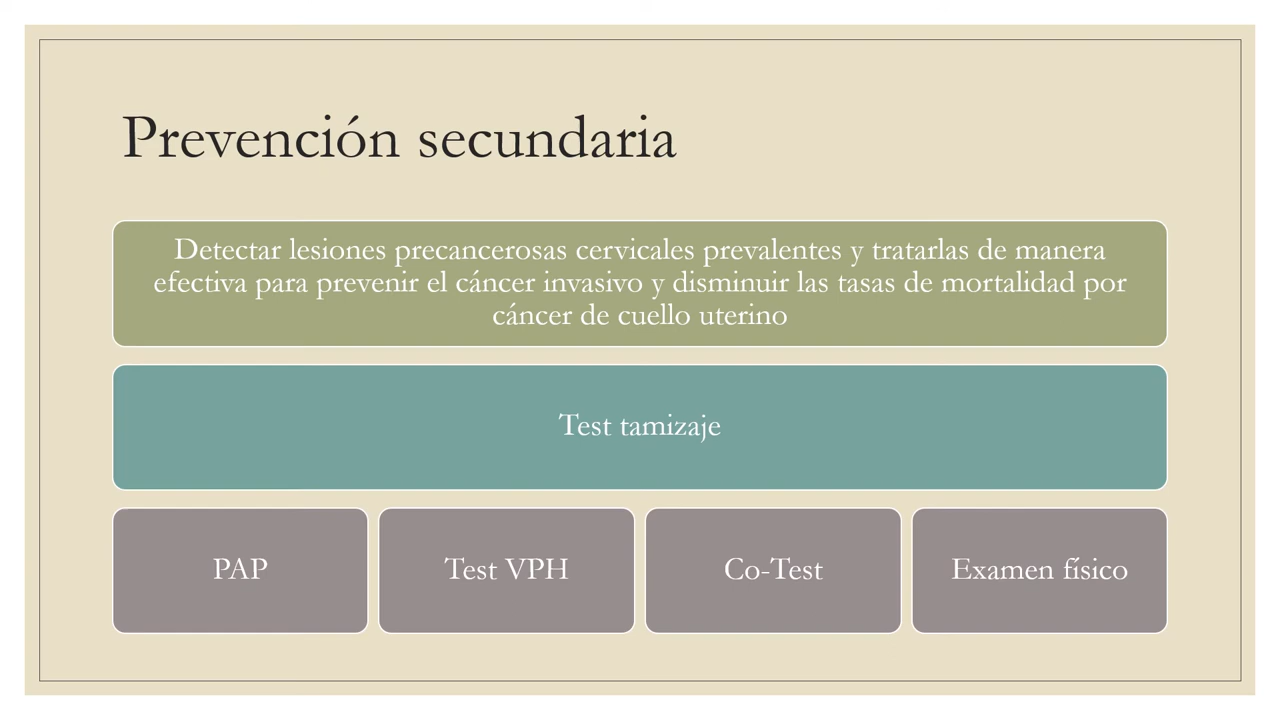 Prevención secundaria
Detectar lesiones precancerosas cervicales prevalentes y tratarlas de manera
efectiva para prevenir el cáncer invasivo y disminuir las tasas de mortalidad por
cáncer de cuello uterino
Test tamizaje
PAP
Test VPH
Co-Test
Examen físico